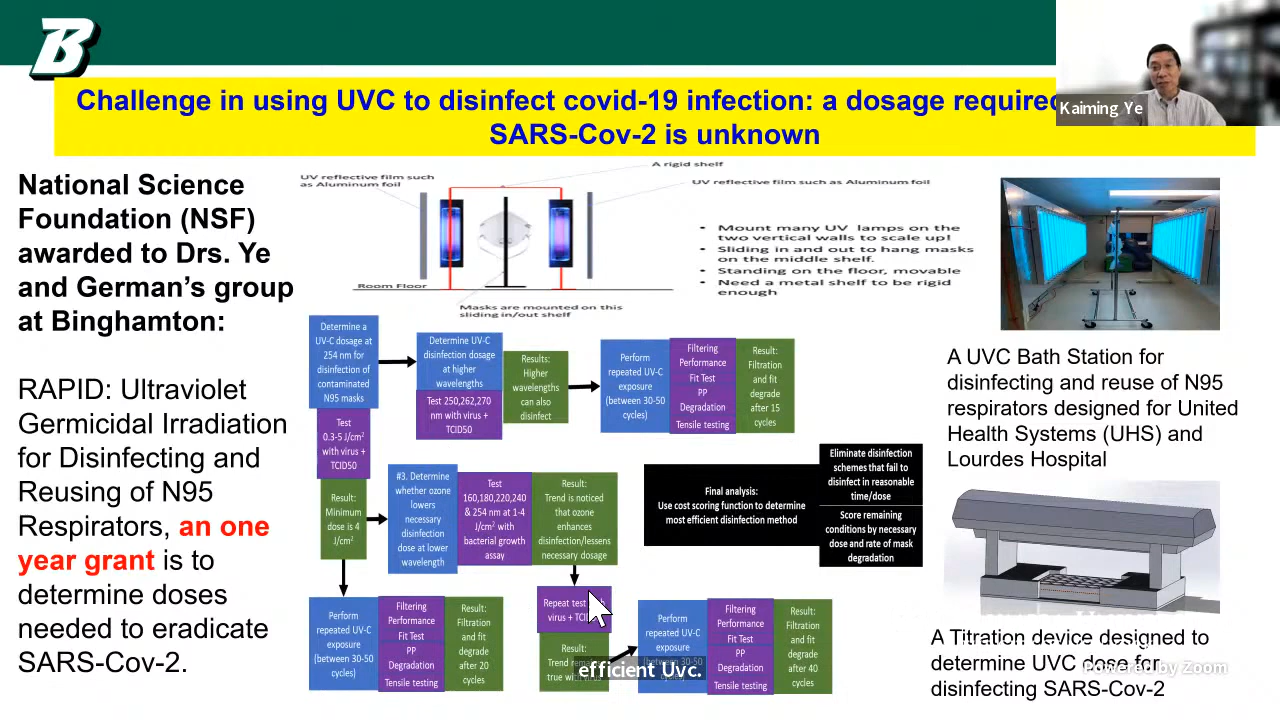 B
Challenge in using UVC to disinfect covid-19 infection: a dosage required
SARS-Cov-2 is unknown
Kaiming Ye
National Science
Foundation (NSF)
awarded to Drs. Ye
and German's group
at Binghamton:
RAPID: Ultraviolet
Germicidal Irradiation
for Disinfecting and
Reusing of N95
Respirators, an one
year grant is to
determine doses
needed to eradicate
SARS-Cov-2.
UV reflective film such
as Aluminum foil
A rigid shelf
UV reflective film such as Aluminum foil
• Mount many UV lamps on the
two vertical walls to scale up!
• Sliding in and out to hang masks
on the middle shelf.
• Standing on the floor, movable
• Need a metal shelf to be rigid
enough
Room Floor
Masks are mounted on this
sliding in/out shelf
Determine a
UV-C dosage at
254 nm for
disinfection of
contaminated
N95 masks
Test
0.3-5 J/cm²
with virus +
TCID50
Result:
Minimum
dose is 4
J/cm²
Determine UV-C
disinfection dosage
at higher
wavelengths
Test 250,262,270
nm with virus +
TCID50
Results:
Higher
wavelengths
can also
disinfect
Perform
repeated UV-C
exposure
(between 30-50
cycles)
Filtering
Performance
Fit Test
PP
Degradation
Tensile testing
Result:
Filtration
and fit
degrade
after 15
cycles
#3. Determine
whether ozone
lowers
necessary
disinfection
dose at lower
wavelength
Test
160,180,220,240
& 254 nm at 1-4
J/cm² with
bacterial growth
assay
Result:
Trend is noticed
that ozone
enhances
disinfection/lessens
necessary dosage
Final analysis:
Use cost scoring function to determine
most efficient disinfection method
Eliminate disinfection
schemes that fail to
disinfect in reasonable
time/dose
Score remaining
conditions by necessary
dose and rate of mask
degradation
Perform
repeated UV-C
exposure
(between 30-50
cycles)
Filtering
Performance
Fit Test
PP
Degradation
Tensile testing
Result:
Filtration
and fit
degrade
after 20
cycles
Repeat test
virus +
Result:
Trend
true
Perform
repeated UV-C
exposure
(between 30-50
cycles)
Filtering
Performance
Fit Test
PP
Degradation
Tensile testing
Result:
Filtration
and fit
degrade
after 40
cycles
efficient Uvc.
A UVC Bath Station for
disinfecting and reuse of N95
respirators designed for United
Health Systems (UHS) and
Lourdes Hospital
A Titration device designed to
determine UVC dose for
disinfecting SARS-Cov-2
Powered by Zoom